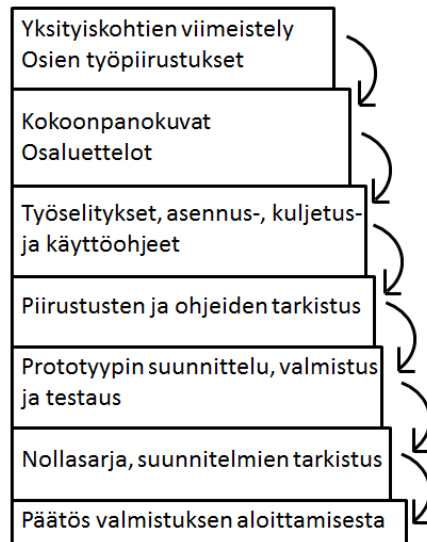 Yksityiskohtien viimeistely
Osien työpiirustukset
Kokoonpanokuvat
Osaluettelot
Työselitykset, asennus-, kuljetus-
ja käyttöohjeet
Piirustusten ja ohjeiden tarkistus
Prototyypin suunnittelu, valmistus
ja testaus
Nollasarja, suunnitelmien tarkistus
Päätös valmistuksen aloittamisesta